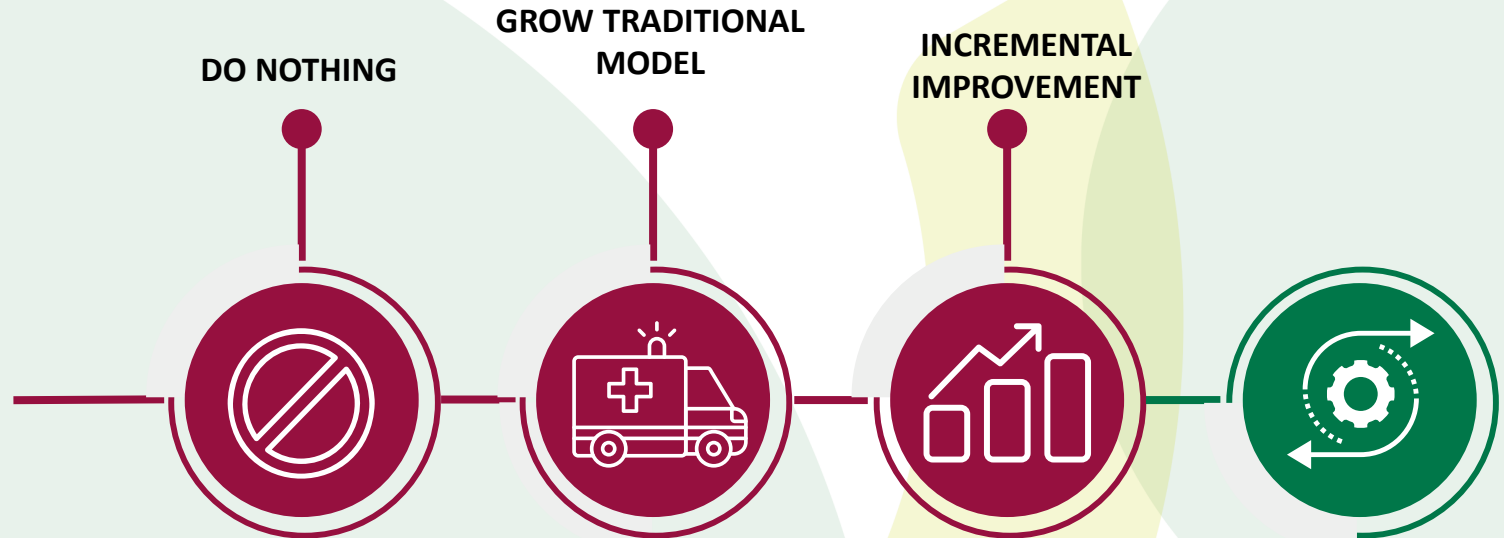 DO NOTHING
GROW TRADITIONAL
MODEL
INCREMENTAL
IMPROVEMENT